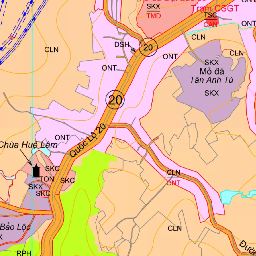 SKX
TMD
Trạm CSGT
TSC
CLN
CLN
DSH
20
ONT
ONT
CLN
Mỏ đá
Tân Anh Tú
SKX
SKX
20
ONT
Quốc Lộ 20
CLN
Chùa Huệ Lâm
TON
SKC
SKX
SKC
SKC
CLN
ONT
CLN
Bảo Lộc
CLN
RPH
Đườ